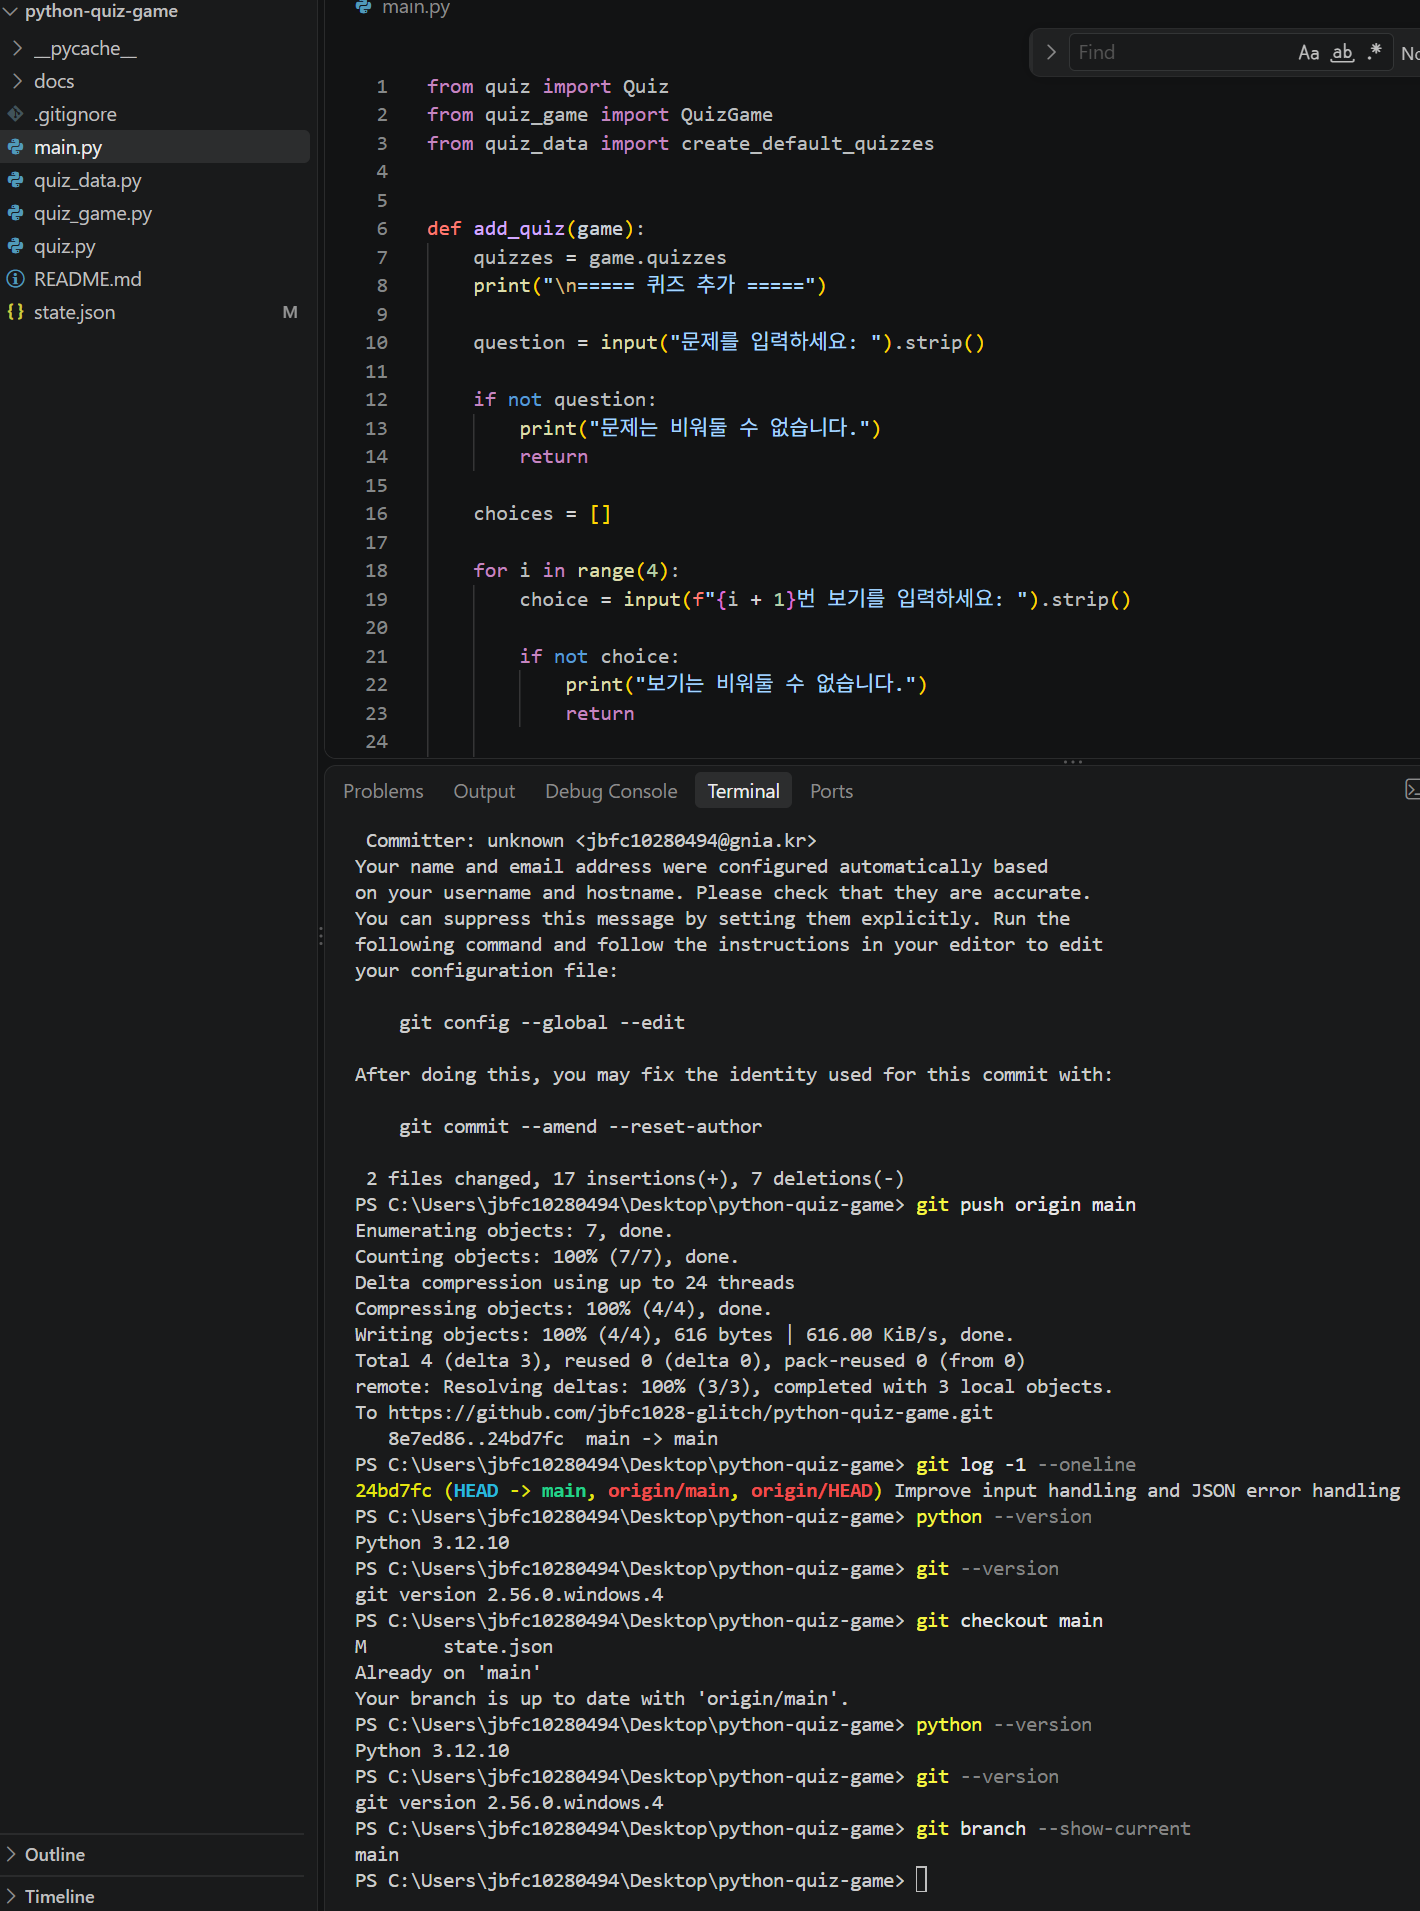 python-quiz-game
__pycache__
docs
.gitignore
main.py
quiz_data.py
quiz_game.py
quiz.py
README.md
state.json M
Outline
Timeline
main.py
Find Aa ab .*
1 from quiz import Quiz
2 from quiz_game import QuizGame
3 from quiz_data import create_default_quizzes
4
5
6 def add_quiz(game):
7 quizzes = game.quizzes
8 print("\n===== 퀴즈 추가 =====")
9
10 question = input("문제를 입력하세요: ").strip()
11
12 if not question:
13 print("문제는 비워둘 수 없습니다.")
14 return
15
16 choices = []
17
18 for i in range(4):
19 choice = input(f"{i + 1}번 보기를 입력하세요: ").strip()
20
21 if not choice:
22 print("보기는 비워둘 수 없습니다.")
23 return
24
Problems Output Debug Console Terminal Ports
Committer: unknown <jbfc10280494@gnia.kr>
Your name and email address were configured automatically based
on your username and hostname. Please check that they are accurate.
You can suppress this message by setting them explicitly. Run the
following command and follow the instructions in your editor to edit
your configuration file:
git config --global --edit
After doing this, you may fix the identity used for this commit with:
git commit --amend --reset-author
2 files changed, 17 insertions(+), 7 deletions(-)
PS C:\Users\jbfc10280494\Desktop\python-quiz-game> git push origin main
Enumerating objects: 7, done.
Counting objects: 100% (7/7), done.
Delta compression using up to 24 threads
Compressing objects: 100% (4/4), done.
Writing objects: 100% (4/4), 616 bytes | 616.00 KiB/s, done.
Total 4 (delta 3), reused 0 (delta 0), pack-reused 0 (from 0)
remote: Resolving deltas: 100% (3/3), completed with 3 local objects.
To https://github.com/jbfc1028-glitch/python-quiz-game.git
8e7ed86..24bd7fc main -> main
PS C:\Users\jbfc10280494\Desktop\python-quiz-game> git log -1 --oneline
24bd7fc (HEAD -> main, origin/main, origin/HEAD) Improve input handling and JSON error handling
PS C:\Users\jbfc10280494\Desktop\python-quiz-game> python --version
Python 3.12.10
PS C:\Users\jbfc10280494\Desktop\python-quiz-game> git --version
git version 2.56.0.windows.4
PS C:\Users\jbfc10280494\Desktop\python-quiz-game> git checkout main
M state.json
Already on 'main'
Your branch is up to date with 'origin/main'.
PS C:\Users\jbfc10280494\Desktop\python-quiz-game> python --version
Python 3.12.10
PS C:\Users\jbfc10280494\Desktop\python-quiz-game> git --version
git version 2.56.0.windows.4
PS C:\Users\jbfc10280494\Desktop\python-quiz-game> git branch --show-current
main
PS C:\Users\jbfc10280494\Desktop\python-quiz-game>